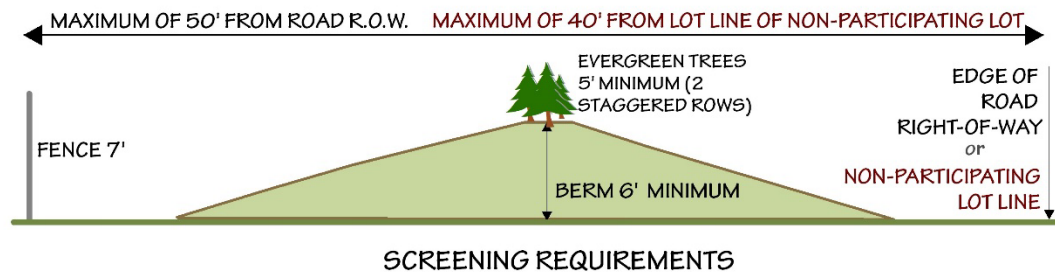 MAXIMUM OF 50' FROM ROAD R.O.W. MAXIMUM OF 40' FROM LOT LINE OF NON-PARTICIPATING LOT
EVERGREEN TREES
5' MINIMUM (2
STAGGERED ROWS)
EDGE OF
ROAD
RIGHT-OF-WAY
or
NON-PARTICIPATING
LOT LINE
FENCE 7'
BERM 6' MINIMUM
SCREENING REQUIREMENTS